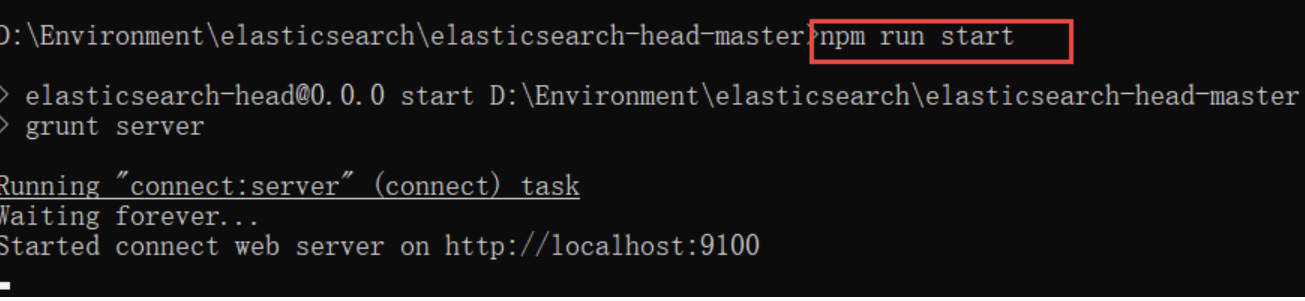 D:\Environment\elasticsearch\elasticsearch-head-master>npm run start
> elasticsearch-head@0.0.0 start D:\Environment\elasticsearch\elasticsearch-head-master
> grunt server
Running "connect:server" (connect) task
Waiting forever...
Started connect web server on http://localhost:9100